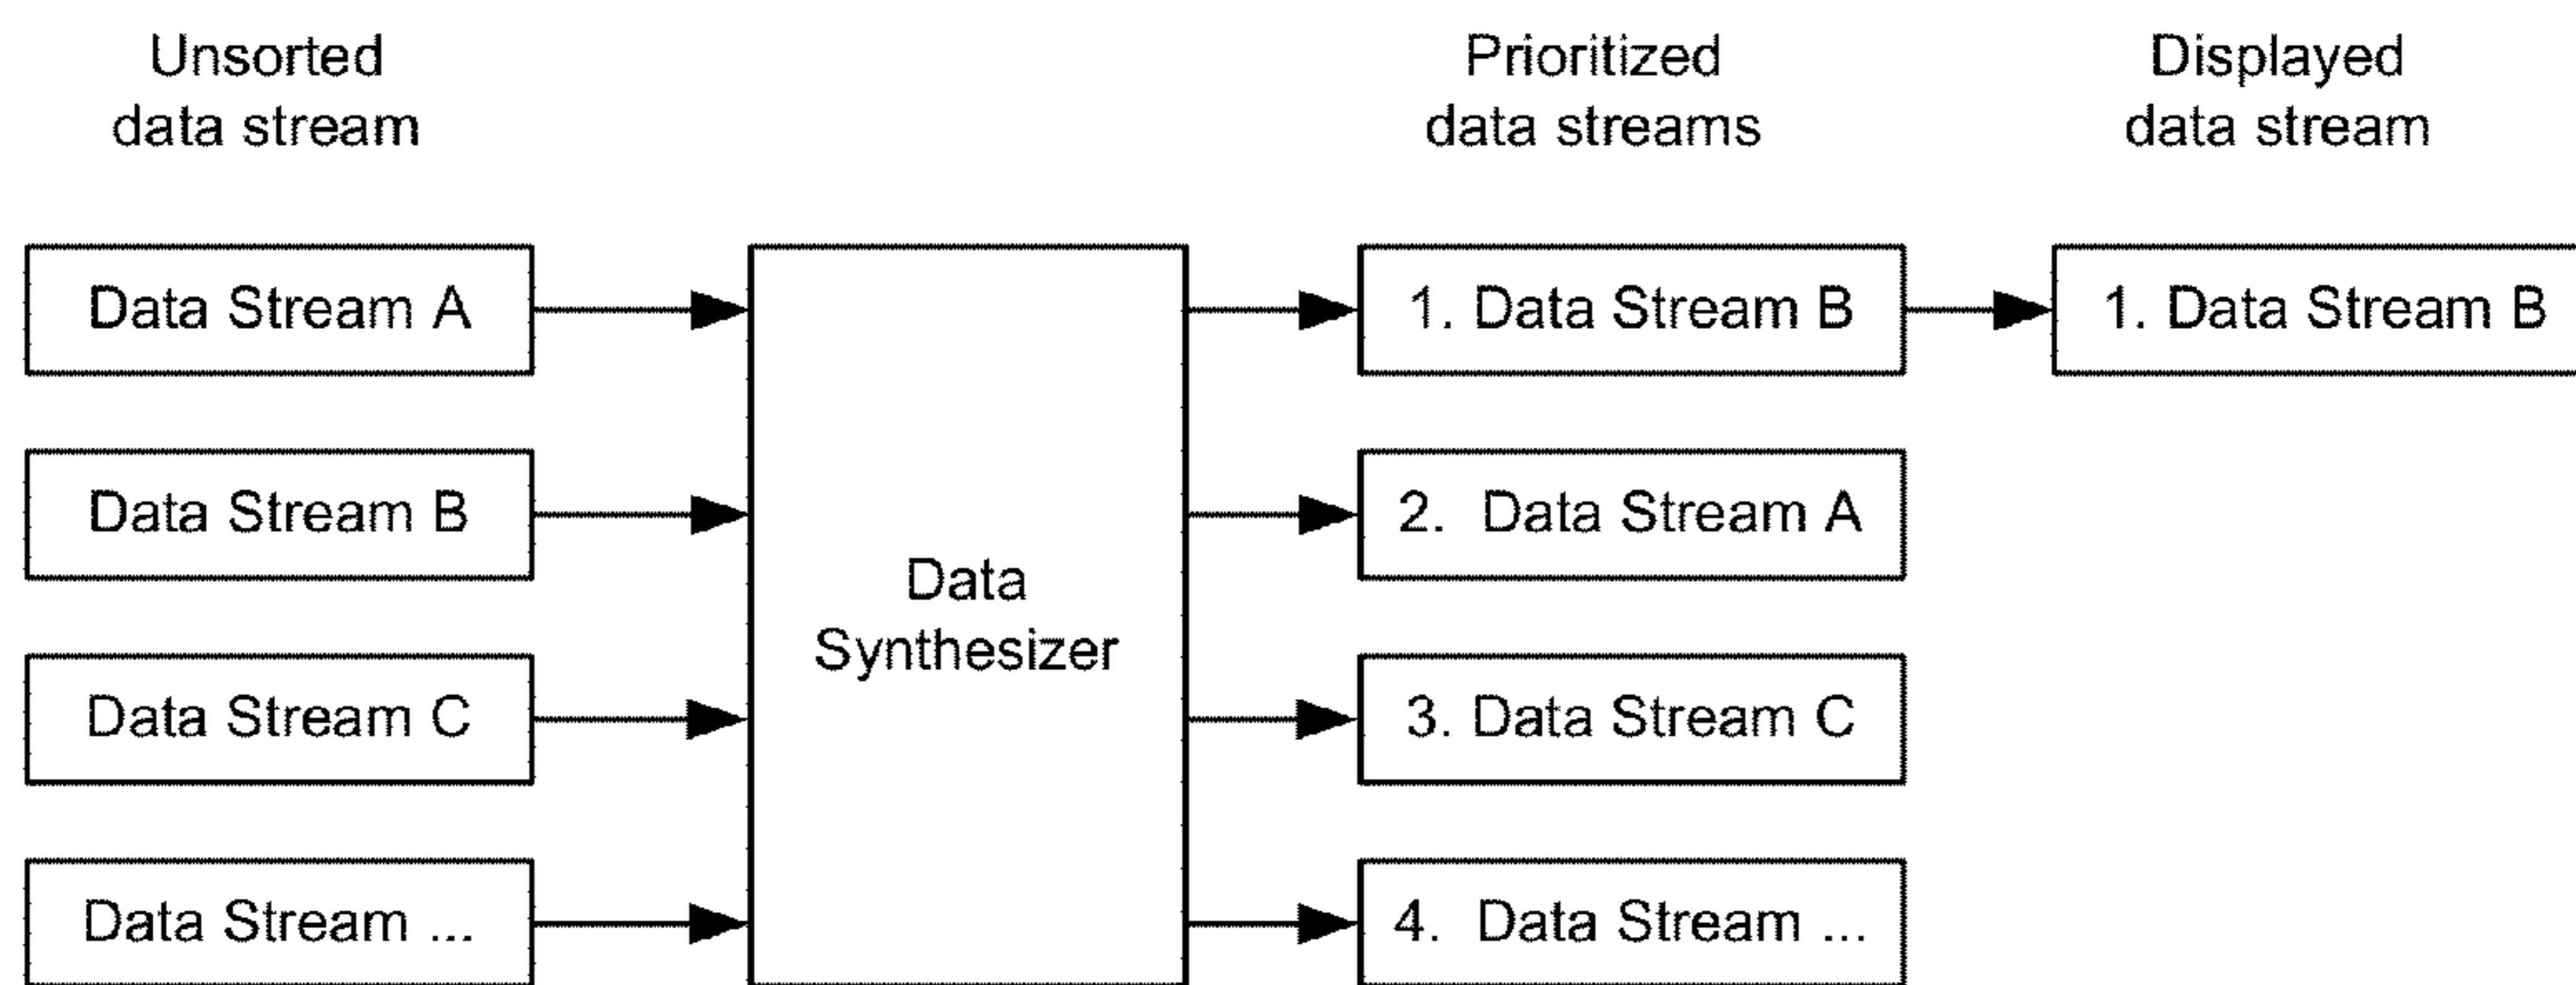 Unsorted
data stream
Prioritized
data streams
Displayed
data stream
Data Stream A
1. Data Stream B
1. Data Stream B
Data Stream B
2. Data Stream A
Data
Synthesizer
Data Stream C
3. Data Stream C
Data Stream ...
4. Data Stream ...